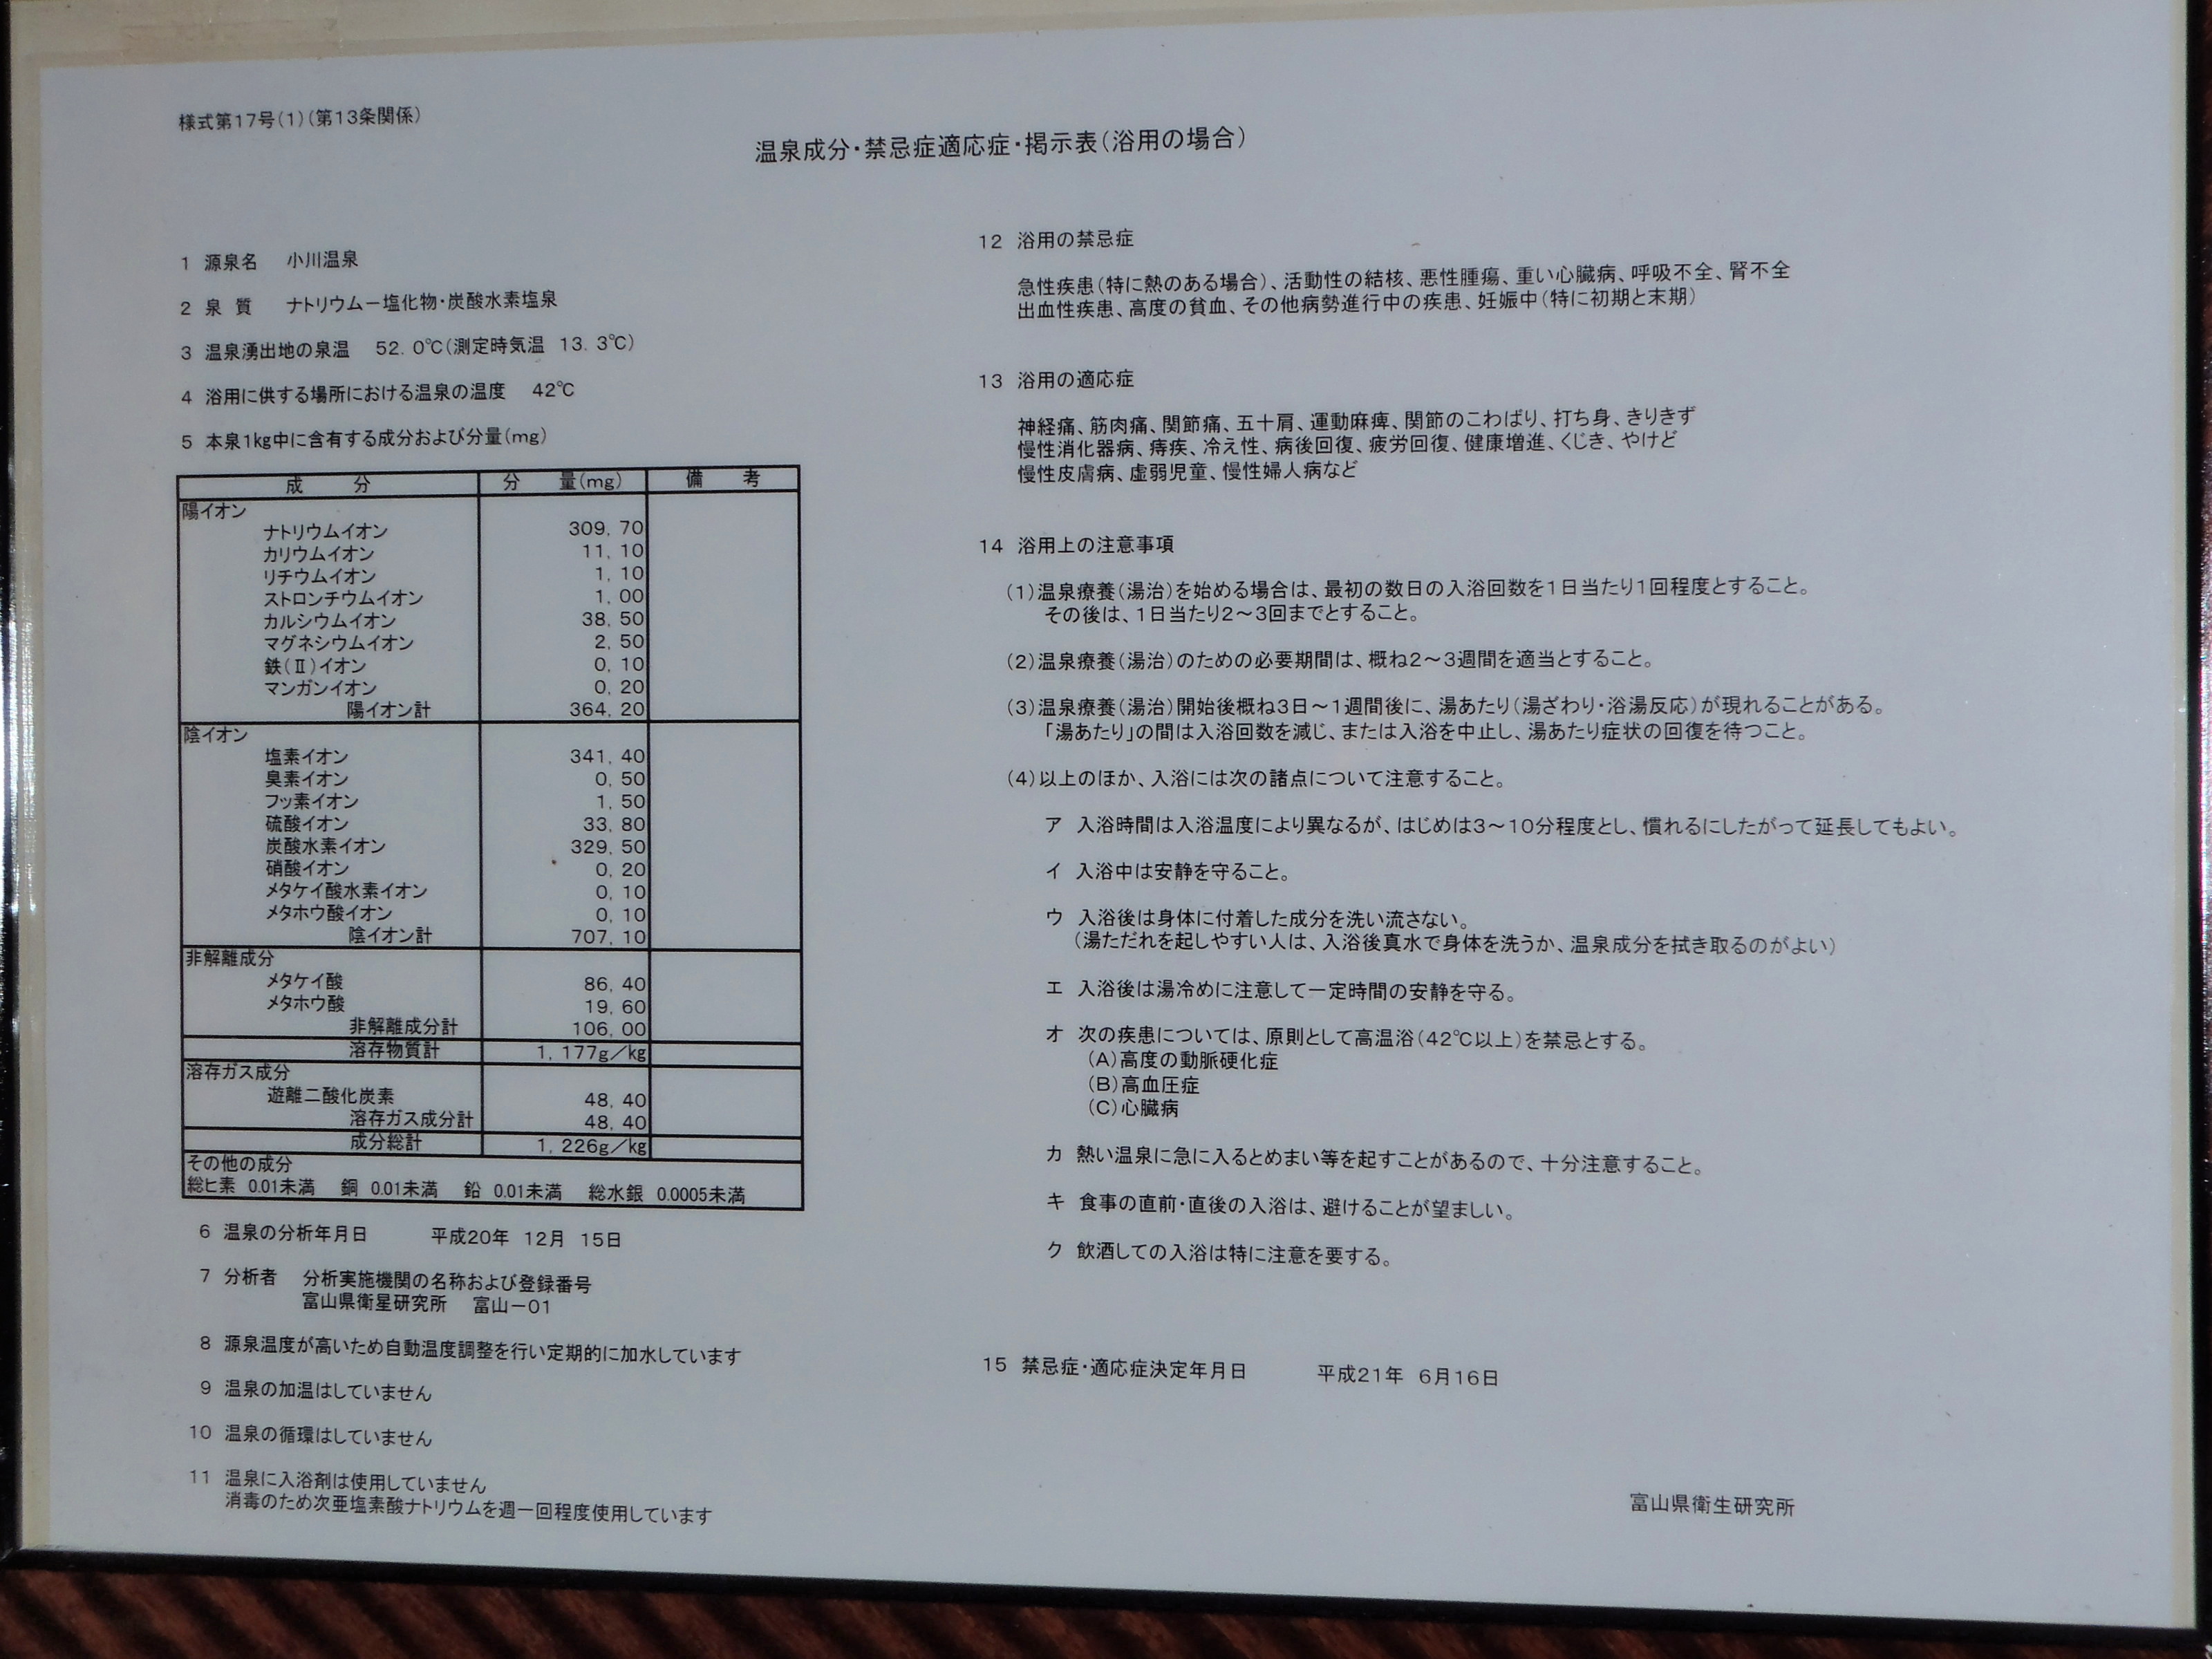 様式第17号(1)(第13条関係)
温泉成分・禁忌症適応症・掲示表(浴用の場合)
1 源泉名 小川温泉
2 泉 質 ナトリウムー塩化物・炭酸水素塩泉
3 温泉湧出地の泉温 52. 0℃(測定時気温 13. 3℃)
4 浴用に供する場所における温泉の温度 42℃
5 本泉1kg中に含有する成分および分量(mg)
成 分 分 量(mg) 備 考
陽イオン
ナトリウムイオン 309. 70
カリウムイオン 11. 10
リチウムイオン 1. 10
ストロンチウムイオン 1. 00
カルシウムイオン 38. 50
マグネシウムイオン 2. 50
鉄(Ⅱ)イオン 0. 10
マンガンイオン 0. 20
陽イオン計 364. 20
陰イオン
塩素イオン 341. 40
臭素イオン 0. 50
フッ素イオン 1. 50
硫酸イオン 33. 80
炭酸水素イオン 329. 50
硝酸イオン 0. 20
メタケイ酸水素イオン 0. 10
メタホウ酸イオン 0. 10
陰イオン計 707. 10
非解離成分
メタケイ酸 86. 40
メタホウ酸 19. 60
非解離成分計 106. 00
溶存物質計 1. 177g/kg
溶存ガス成分
遊離二酸化炭素 48. 40
溶存ガス成分計 48. 40
成分総計 1. 226g/kg
その他の成分
総ヒ素 0.01未満 銅 0.01未満 鉛 0.01未満 総水銀 0.0005未満
6 温泉の分析年月日 平成20年 12月 15日
7 分析者 分析実施機関の名称および登録番号
富山県衛星研究所 富山ー01
8 源泉温度が高いため自動温度調整を行い定期的に加水しています
9 温泉の加温はしていません
10 温泉の循環はしていません
11 温泉に入浴剤は使用していません
消毒のため次亜塩素酸ナトリウムを週一回程度使用しています
12 浴用の禁忌症
急性疾患(特に熱のある場合)、活動性の結核、悪性腫瘍、重い心臓病、呼吸不全、腎不全
出血性疾患、高度の貧血、その他病勢進行中の疾患、妊娠中(特に初期と末期)
13 浴用の適応症
神経痛、筋肉痛、関節痛、五十肩、運動麻痺、関節のこわばり、打ち身、きりきず
慢性消化器病、痔疾、冷え性、病後回復、疲労回復、健康増進、くじき、やけど
慢性皮膚病、虚弱児童、慢性婦人病など
14 浴用上の注意事項
(1)温泉療養(湯治)を始める場合は、最初の数日の入浴回数を1日当たり1回程度とすること。
その後は、1日当たり2～3回までとすること。
(2)温泉療養(湯治)のための必要期間は、概ね2～3週間を適当とすること。
(3)温泉療養(湯治)開始後概ね3日～1週間後に、湯あたり(湯ざわり・浴湯反応)が現れることがある。
「湯あたり」の間は入浴回数を減じ、または入浴を中止し、湯あたり症状の回復を待つこと。
(4)以上のほか、入浴には次の諸点について注意すること。
ア 入浴時間は入浴温度により異なるが、はじめは3～10分程度とし、慣れるにしたがって延長してもよい。
イ 入浴中は安静を守ること。
ウ 入浴後は身体に付着した成分を洗い流さない。
(湯ただれを起しやすい人は、入浴後真水で身体を洗うか、温泉成分を拭き取るのがよい)
エ 入浴後は湯冷めに注意して一定時間の安静を守る。
オ 次の疾患については、原則として高温浴(42℃以上)を禁忌とする。
(A)高度の動脈硬化症
(B)高血圧症
(C)心臓病
カ 熱い温泉に急に入るとめまい等を起すことがあるので、十分注意すること。
キ 食事の直前・直後の入浴は、避けることが望ましい。
ク 飲酒しての入浴は特に注意を要する。
15 禁忌症・適応症決定年月日 平成21年 6月16日
富山県衛生研究所